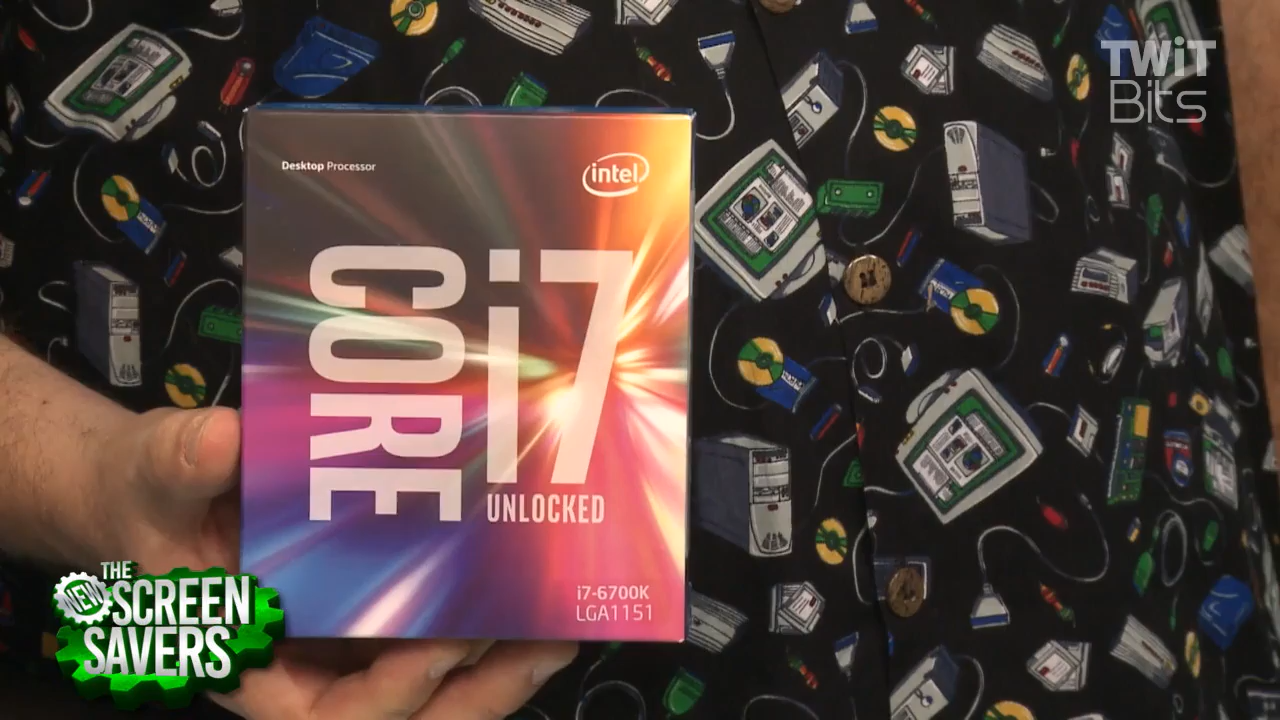 TWiT
Bits
Desktop Processor
intel
CORE
i7
UNLOCKED
i7-6700K
LGA1151
THE
NEW
SCREEN
SAVERS